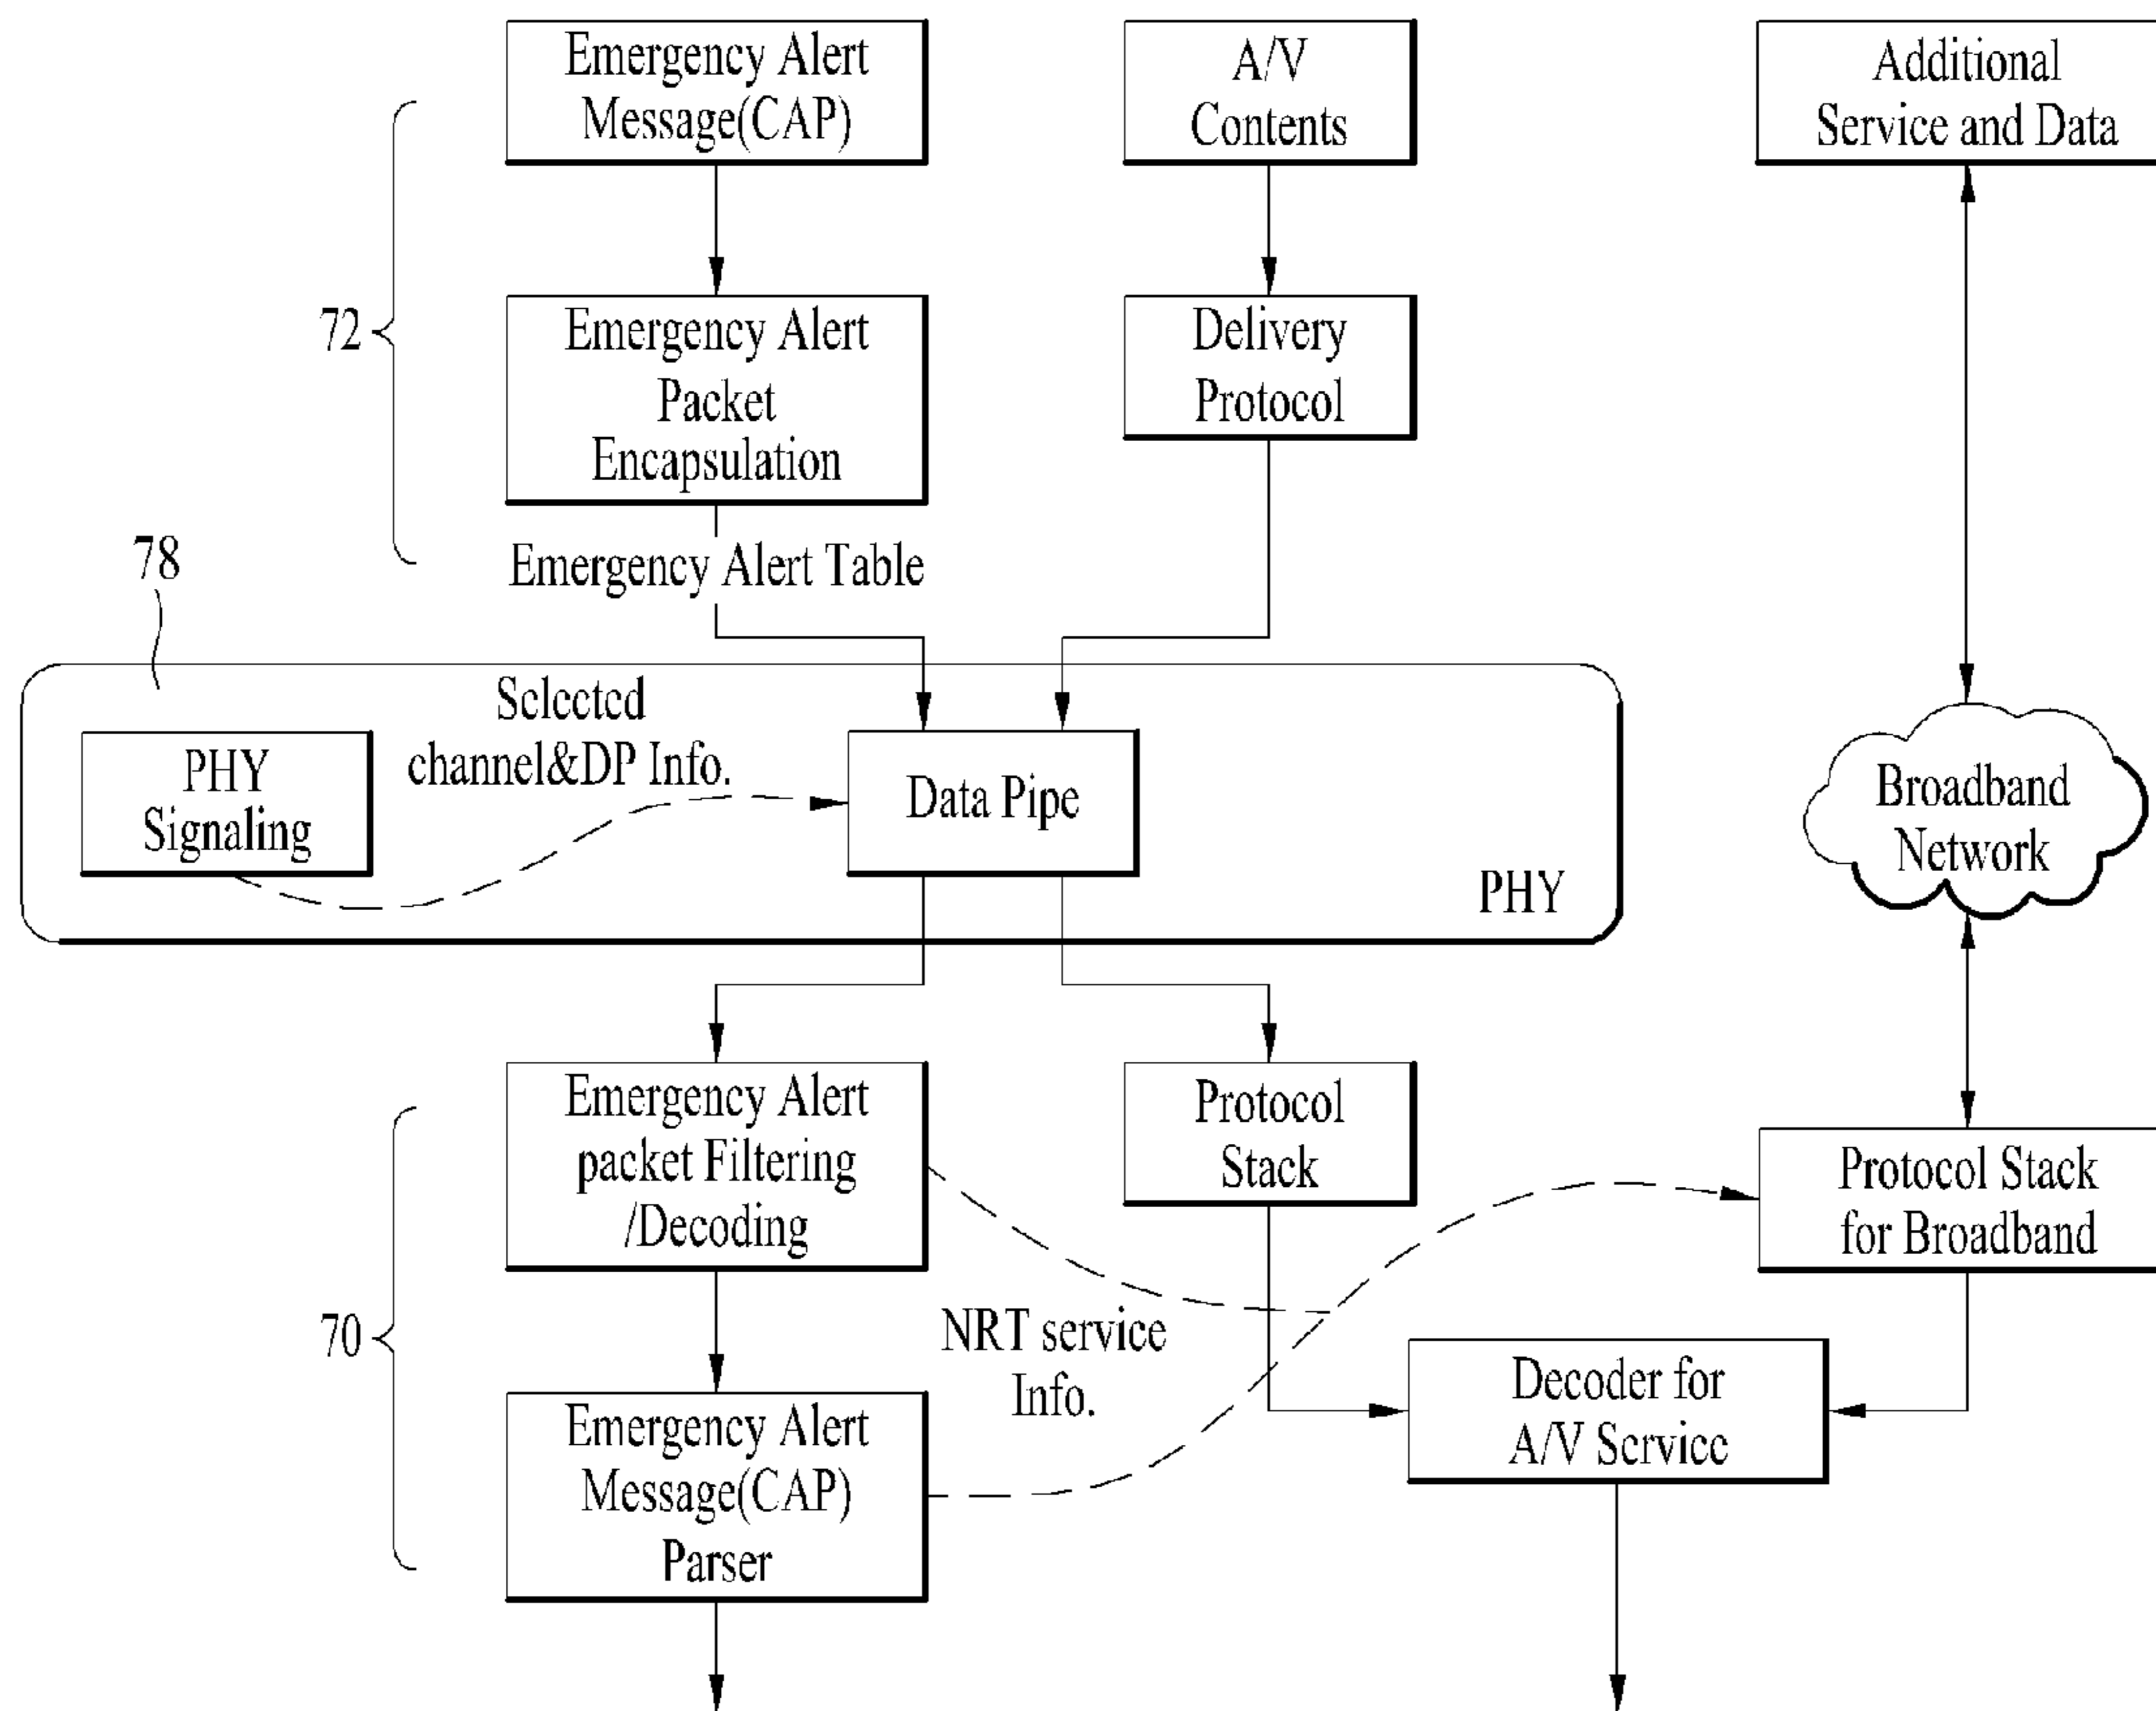 Emergency Alert
Message(CAP)
A/V
Contents
Additional
Service and Data
72
Emergency Alert
Packet
Encapsulation
Delivery
Protocol
78
Emergency Alert Table
Selected
channel&DP Info.
PHY
Signaling
Data Pipe
PHY
Broadband
Network
Emergency Alert
packet Filtering
/Decoding
Protocol
Stack
Protocol Stack
for Broadband
70
NRT service
Info.
Decoder for
A/V Service
Emergency Alert
Message(CAP)
Parser